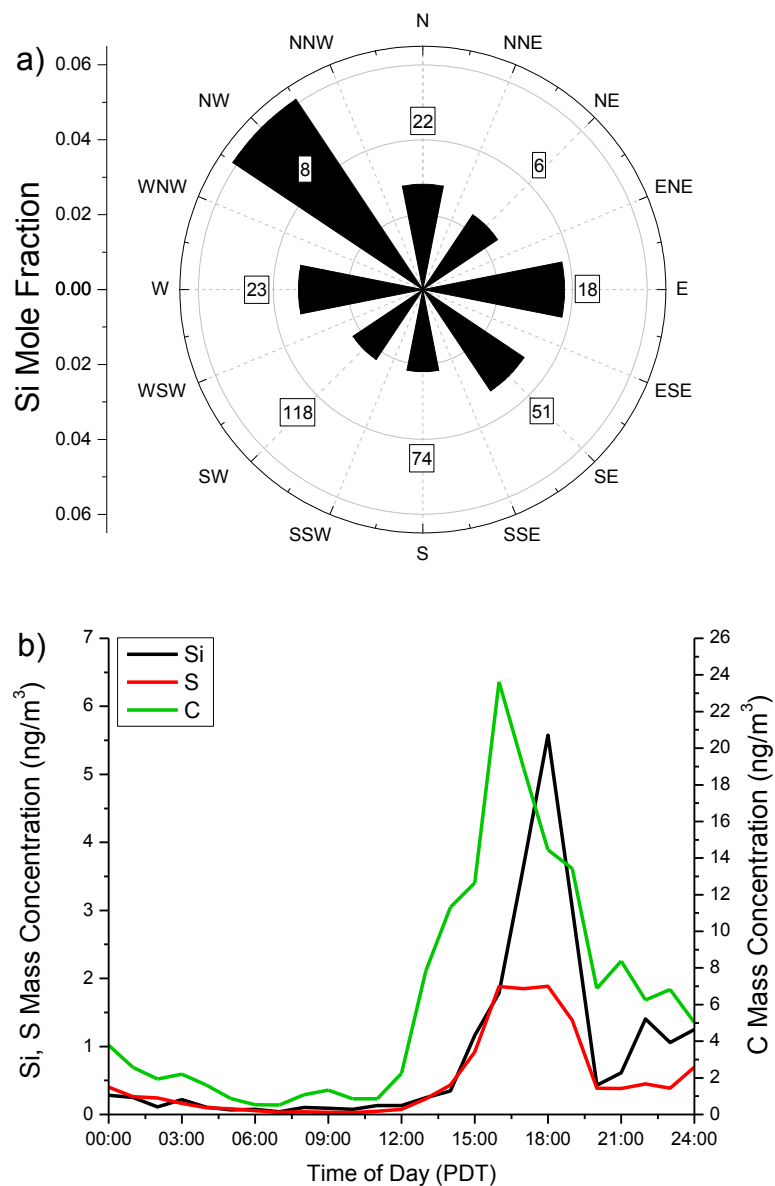 a)
Si Mole Fraction
0.06
0.04
0.02
0.00
0.02
0.04
0.06
N
NNW
NNE
NW
NE
WNW
ENE
W
E
WSW
ESE
SW
SE
SSW
SSE
S
22
8
6
23
18
118
51
74
b)
Si, S Mass Concentration (ng/m³)
7
6
5
4
3
2
1
0
Si
S
C
26
24
22
20
18
16
14
12
10
8
6
4
2
0
C Mass Concentration (ng/m³)
00:00 03:00 06:00 09:00 12:00 15:00 18:00 21:00 24:00
Time of Day (PDT)